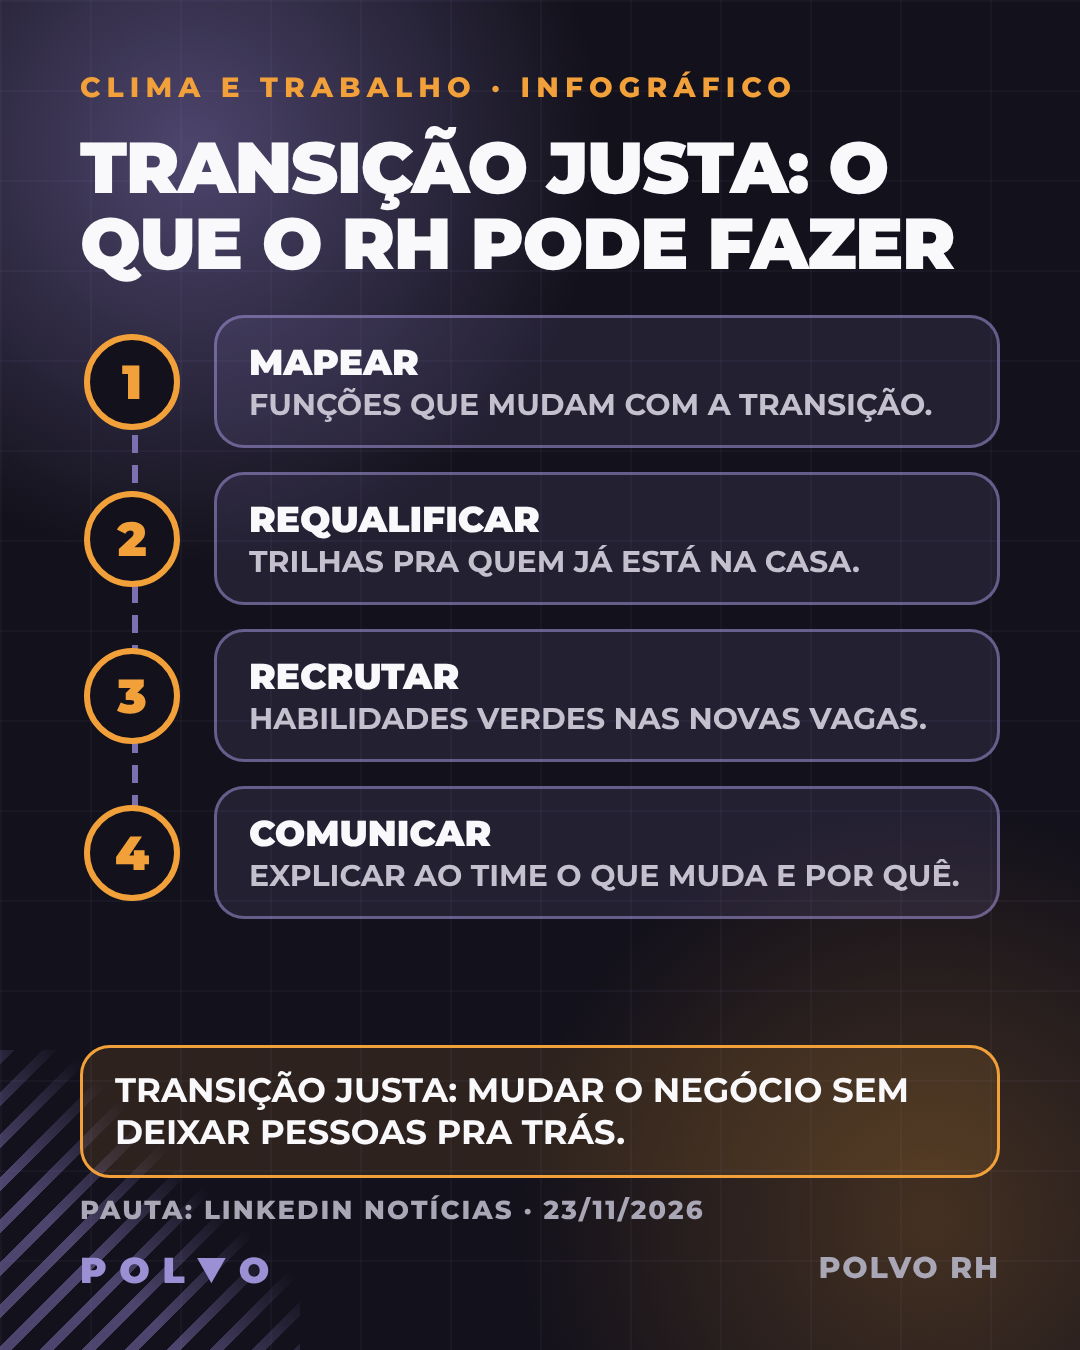 CLIMA E TRABALHO · INFOGRÁFICO
TRANSIÇÃO JUSTA: O
QUE O RH PODE FAZER
1
MAPEAR
FUNÇÕES QUE MUDAM COM A TRANSIÇÃO.
2
REQUALIFICAR
TRILHAS PRA QUEM JÁ ESTÁ NA CASA.
3
RECRUTAR
HABILIDADES VERDES NAS NOVAS VAGAS.
4
COMUNICAR
EXPLICAR AO TIME O QUE MUDA E POR QUÊ.
TRANSIÇÃO JUSTA: MUDAR O NEGÓCIO SEM
DEIXAR PESSOAS PRA TRÁS.
PAUTA: LINKEDIN NOTÍCIAS · 23/11/2026
POLVO
POLVO RH